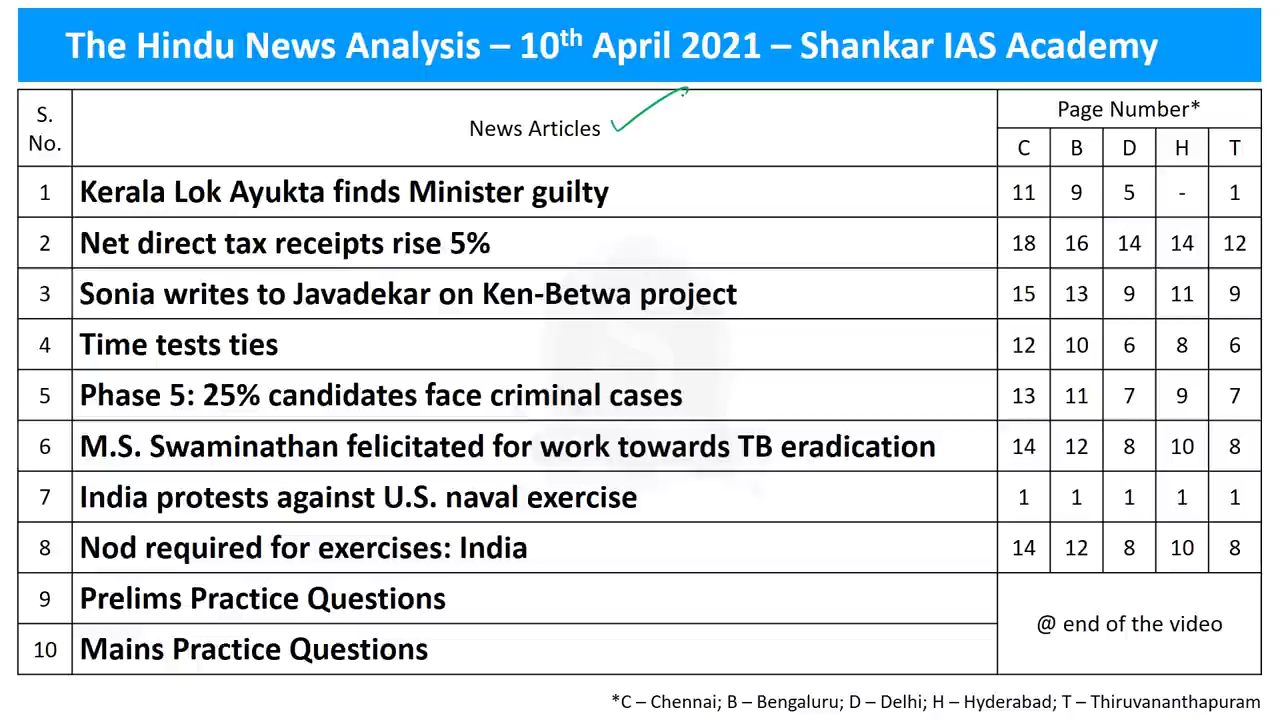 The Hindu News Analysis – 10th April 2021 – Shankar IAS Academy
S. No. News Articles Page Number*
C B D H T
1 Kerala Lok Ayukta finds Minister guilty 11 9 5 - 1
2 Net direct tax receipts rise 5% 18 16 14 14 12
3 Sonia writes to Javadekar on Ken-Betwa project 15 13 9 11 9
4 Time tests ties 12 10 6 8 6
5 Phase 5: 25% candidates face criminal cases 13 11 7 9 7
6 M.S. Swaminathan felicitated for work towards TB eradication 14 12 8 10 8
7 India protests against U.S. naval exercise 1 1 1 1 1
8 Nod required for exercises: India 14 12 8 10 8
9 Prelims Practice Questions @ end of the video
10 Mains Practice Questions
*C – Chennai; B – Bengaluru; D – Delhi; H – Hyderabad; T – Thiruvananthapuram